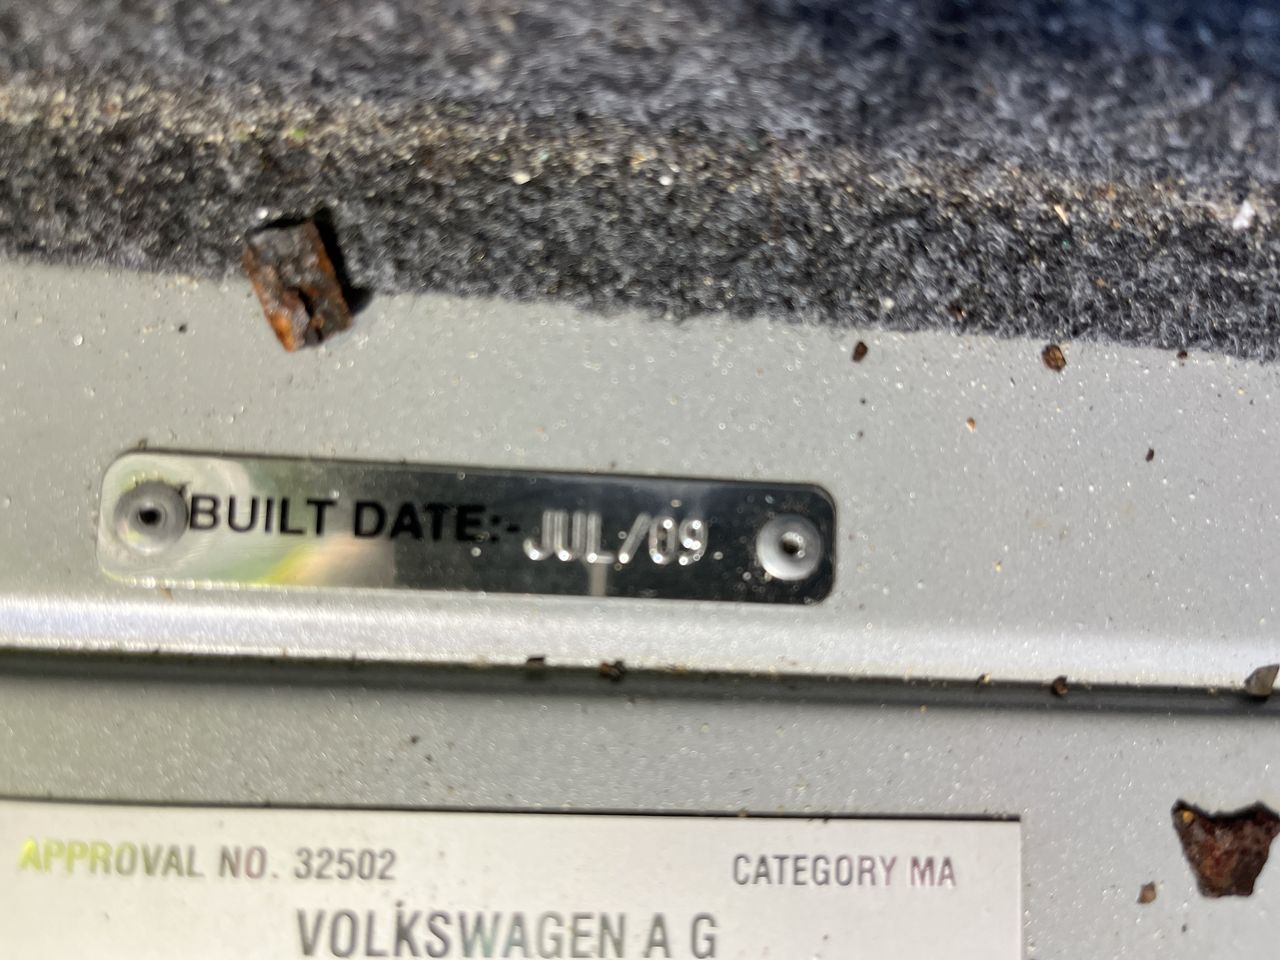 BUILT DATE:- JUL/09
APPROVAL NO. 32502 CATEGORY MA
VOLKSWAGEN A G